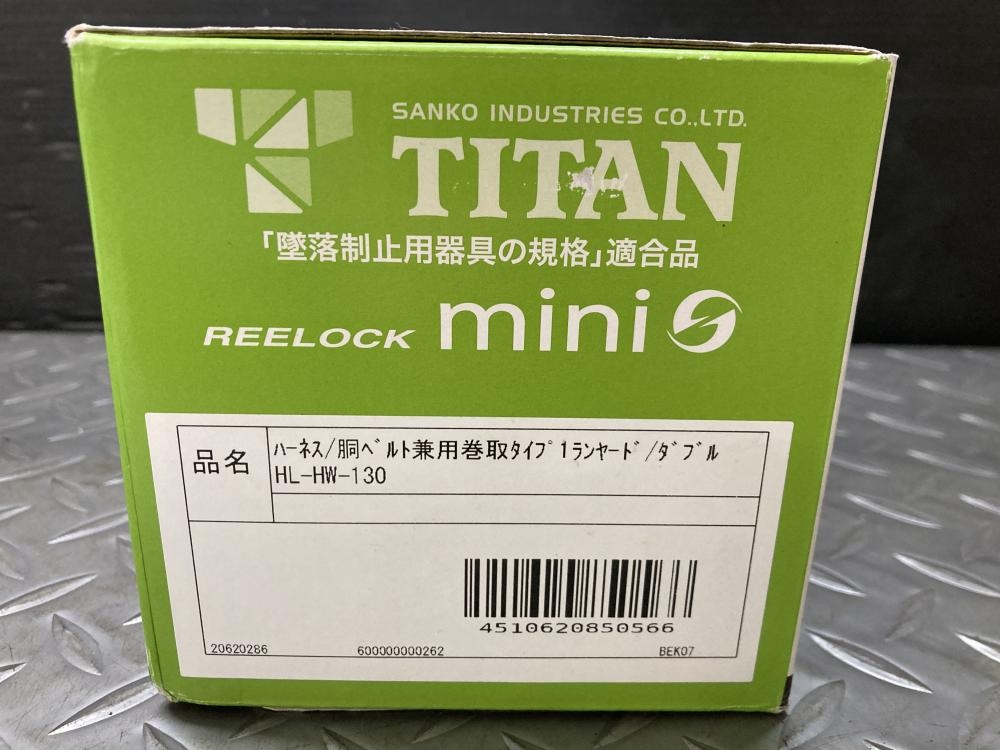 SANKO INDUSTRIES CO.,LTD.
TITAN
「墜落制止用器具の規格」適合品
REELOCK mini
品名
ﾊｰﾈｽ/胴ﾍﾞﾙﾄ兼用巻取ﾀｲﾌﾟ1ﾗﾝﾔｰﾄﾞ/ﾀﾞﾌﾞﾙ
HL-HW-130
4510620850566
20620286 600000000262 BEK07